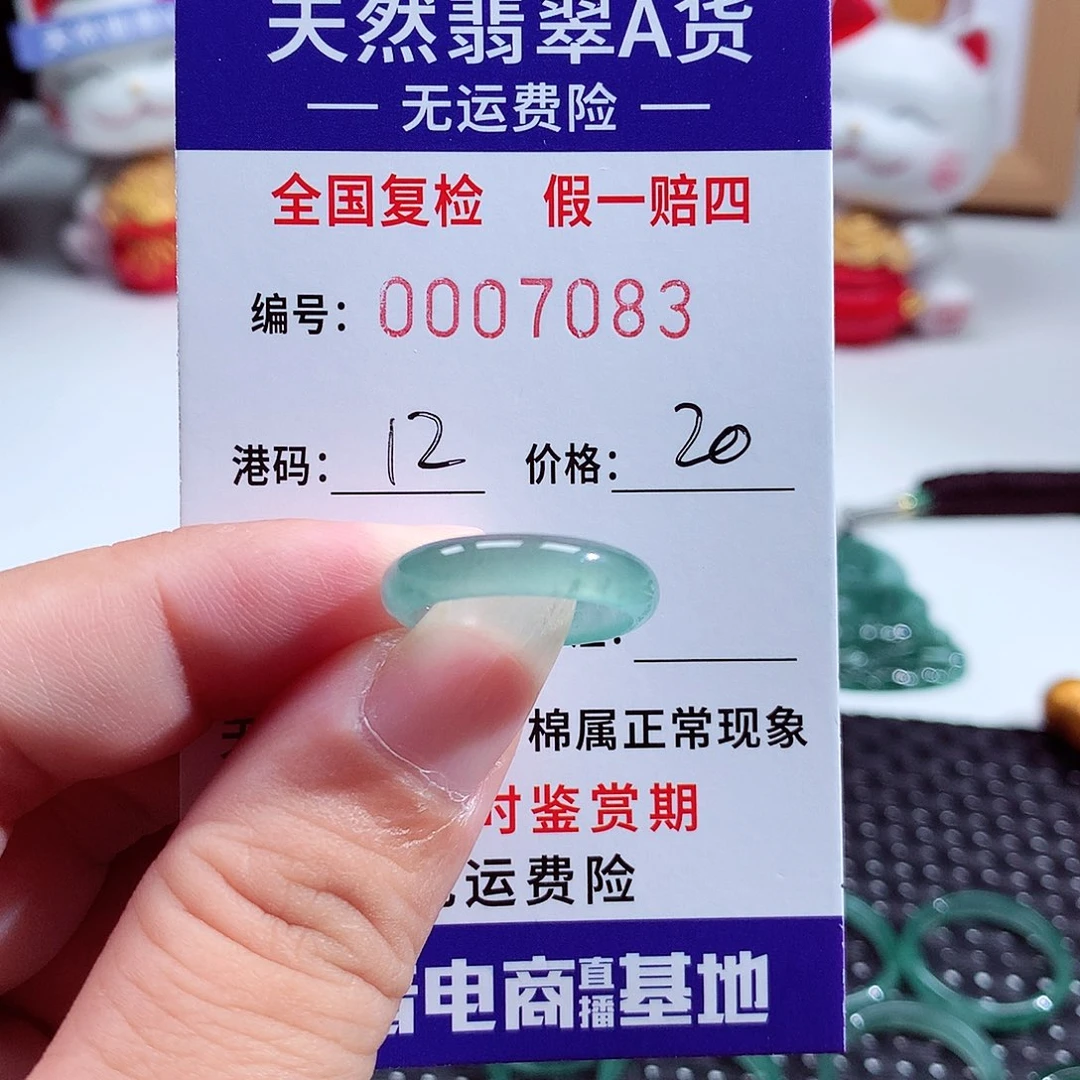 天然翡翠A货
— 无运费险 —
全国复检 假一赔四
编号：0007083
港码：12 价格：20
棉属正常现象
时鉴赏期
运费险
电商直播基地